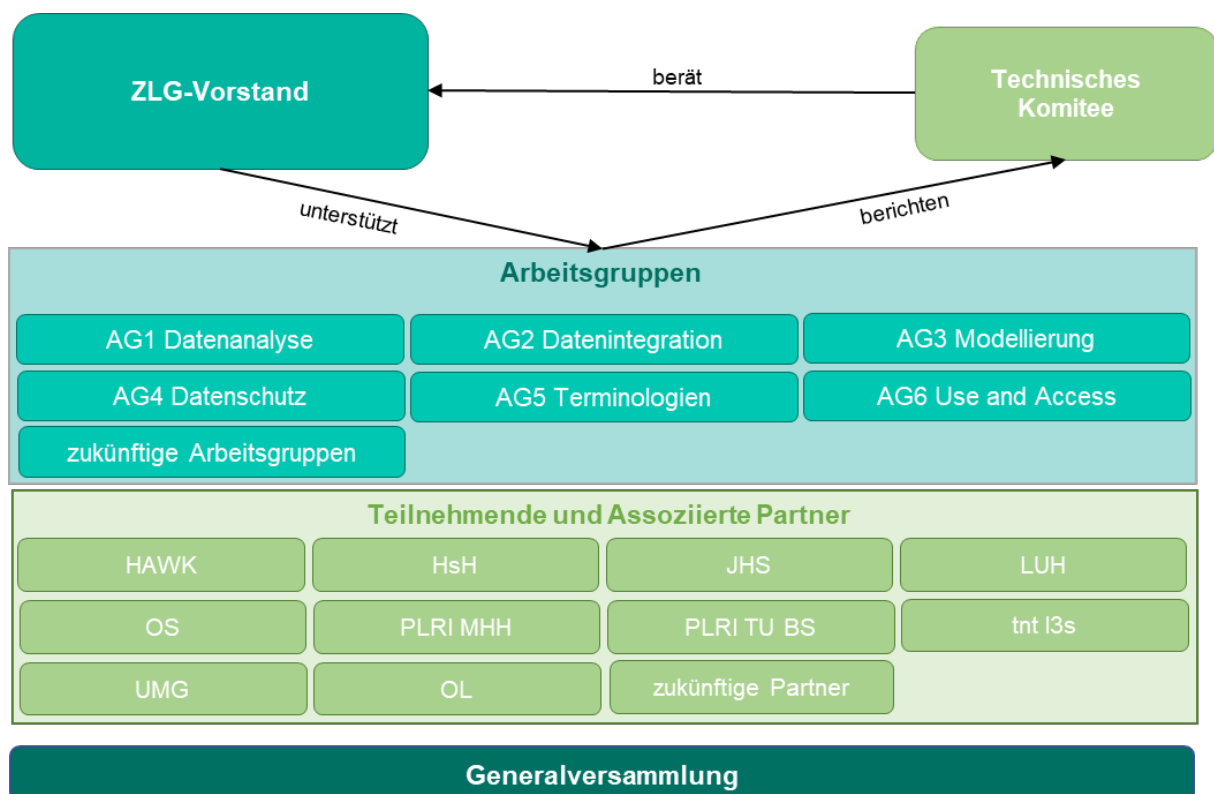 ZLG-Vorstand
berät
Technisches
Komitee
unterstützt
berichten
Arbeitsgruppen
AG1 Datenanalyse
AG2 Datenintegration
AG3 Modellierung
AG4 Datenschutz
AG5 Terminologien
AG6 Use and Access
zukünftige Arbeitsgruppen
Teilnehmende und Assoziierte Partner
HAWK
HsH
JHS
LUH
OS
PLRI MHH
PLRI TU BS
tnt l3s
UMG
OL
zukünftige Partner
Generalversammlung